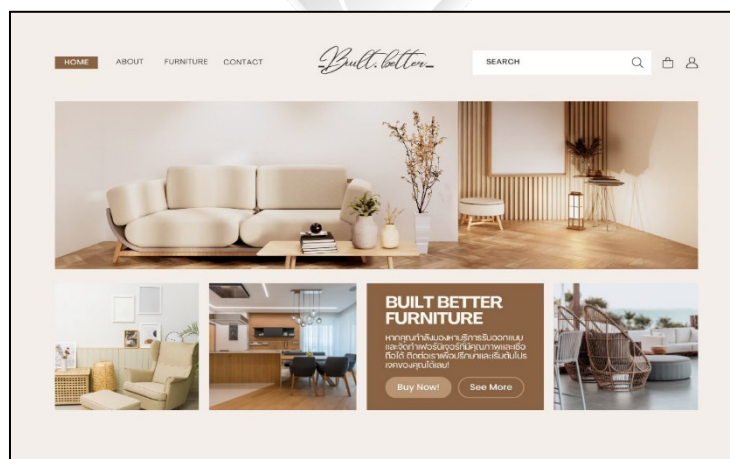 HOME ABOUT FURNITURE CONTACT Built.better SEARCH
BUILT BETTER
FURNITURE
หากคุณกำลังมองหาบริการรับออกแบบ
และจัดทำเฟอร์นิเจอร์ที่มีคุณภาพและเชื่อ
ถือได้ ติดต่อเราเพื่อปรึกษาและเริ่มต้นโปร
เจคของคุณได้เลย!
Buy Now! See More